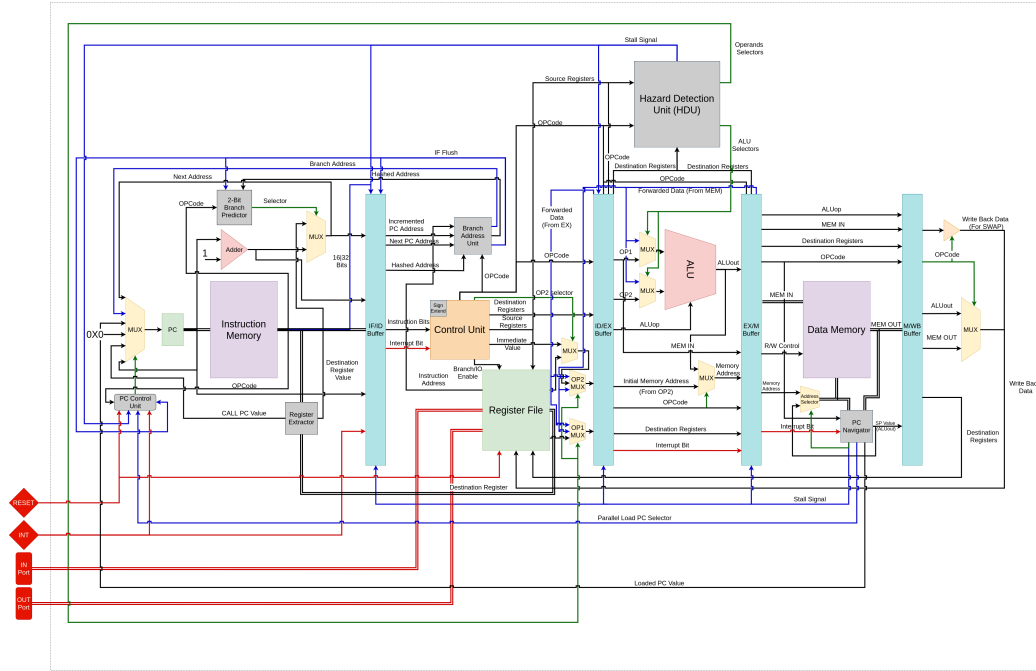 Stall Signal
Operands
Selectors
Source Registers
Hazard Detection
Unit (HDU)
OPCode
ALU
Selectors
IF Flush
Branch Address
Next Address
Hashed Address
OPCode
Destination Registers
Destination Registers
OPCode
Forwarded Data (From MEM)
OPCode
2-Bit
Branch
Predictor
Selector
MUX
Adder
1
16|32
Bits
Incremented
PC Address
Next PC Address
Hashed Address
Branch
Address
Unit
OPCode
Forwarded
Data
(From EX)
OPCode
OP1
MUX
OP2
MUX
ALU
ALUout
ALUop
MEM IN
Destination Registers
OPCode
Write Back Data
(For SWAP)
OPCode
0X0
MUX
PC
Instruction
Memory
IF/ID
Buffer
Instruction Bits
Interrupt Bit
Sign
Extend
Control Unit
Destination
Registers
Source
Registers
Immediate
Value
OP2 selector
MUX
ID/EX
Buffer
ALUop
MEM IN
EX/M
Buffer
MEM IN
R/W Control
Data Memory
MEM OUT
M/WB
Buffer
ALUout
MEM OUT
MUX
Destination
Register
Value
OPCode
PC Control
Unit
CALL PC Value
Register
Extractor
Instruction
Address
Branch/IO
Enable
Register File
OP2
MUX
OP1
MUX
Initial Memory Address
(From OP2)
OPCode
MUX
Memory
Address
Memory
Address
Address
Selector
PC
Navigator
SP Value
(ALUout)
Write Back
Data
Destination Registers
Interrupt Bit
Interrupt Bit
Destination
Registers
Destination Register
Stall Signal
RESET
INT
Parallel Load PC Selector
IN
Port
Loaded PC Value
OUT
Port